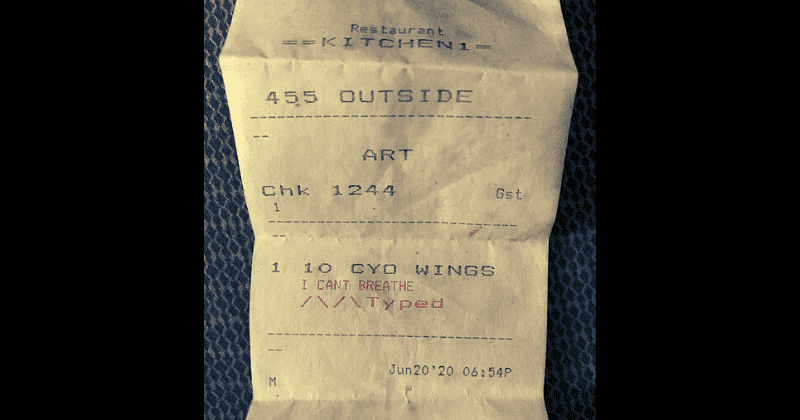 Restaurant
==KITCHEN1=
455 OUTSIDE
--------------------------------
--
ART
Chk 1244 Gst
1
--------------------------------
--
1 10 CYO WINGS
I CANT BREATHE
/\/\Typed
--------------------------------
--
Jun20'20 06:54P
M